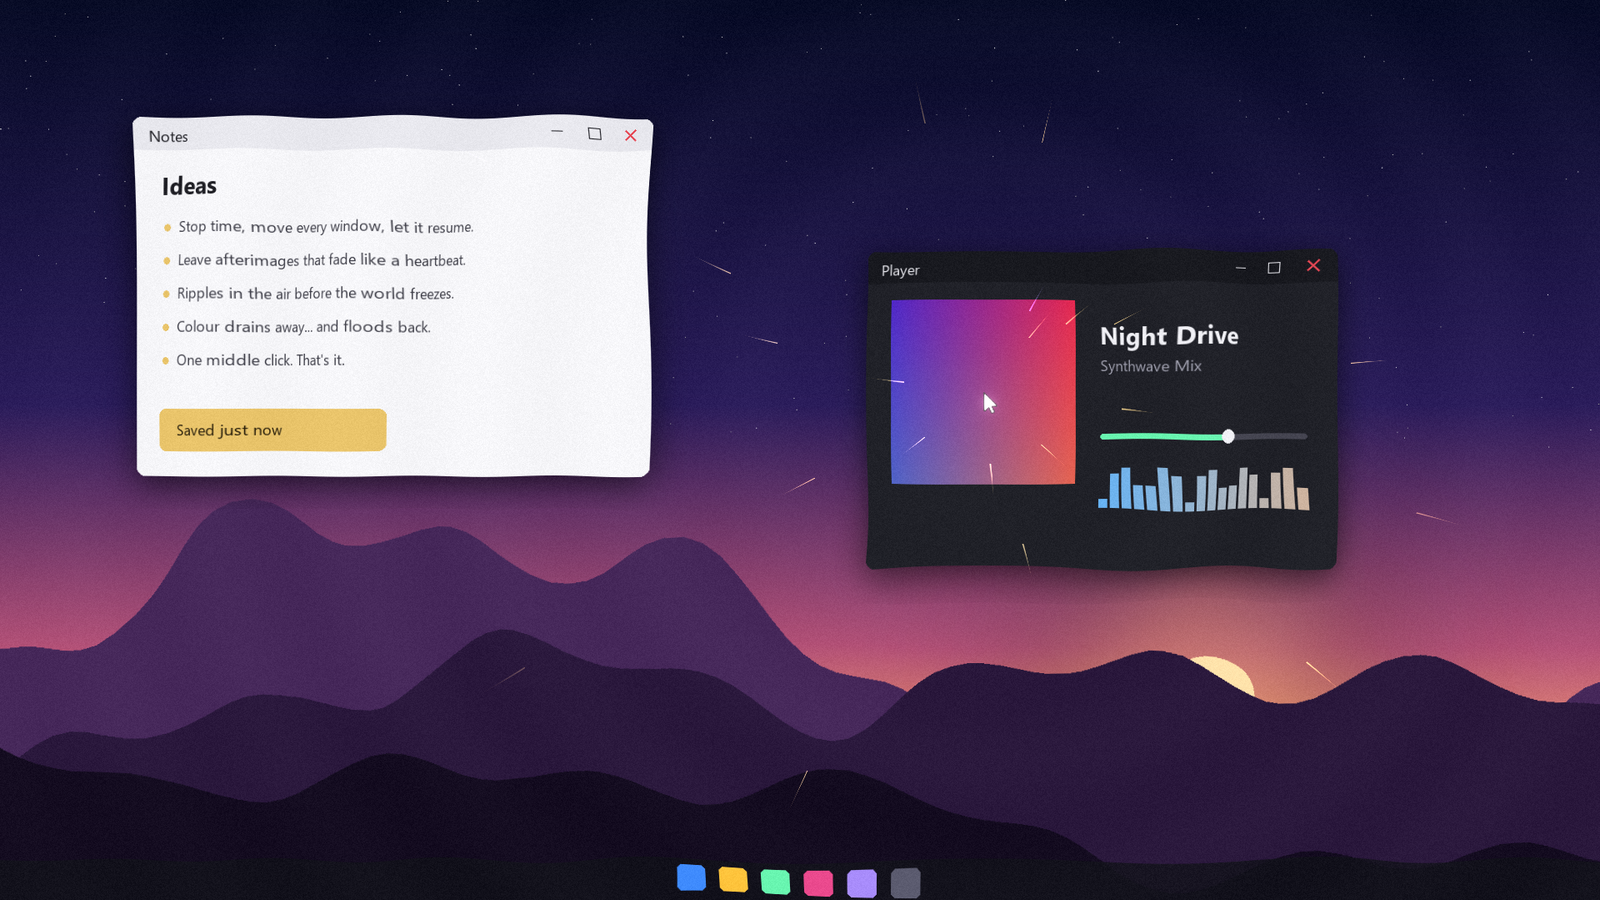 Notes
Ideas
Stop time, move every window, let it resume.
Leave afterimages that fade like a heartbeat.
Ripples in the air before the world freezes.
Colour drains away... and floods back.
One middle click. That's it.
Saved just now
Player
Night Drive
Synthwave Mix